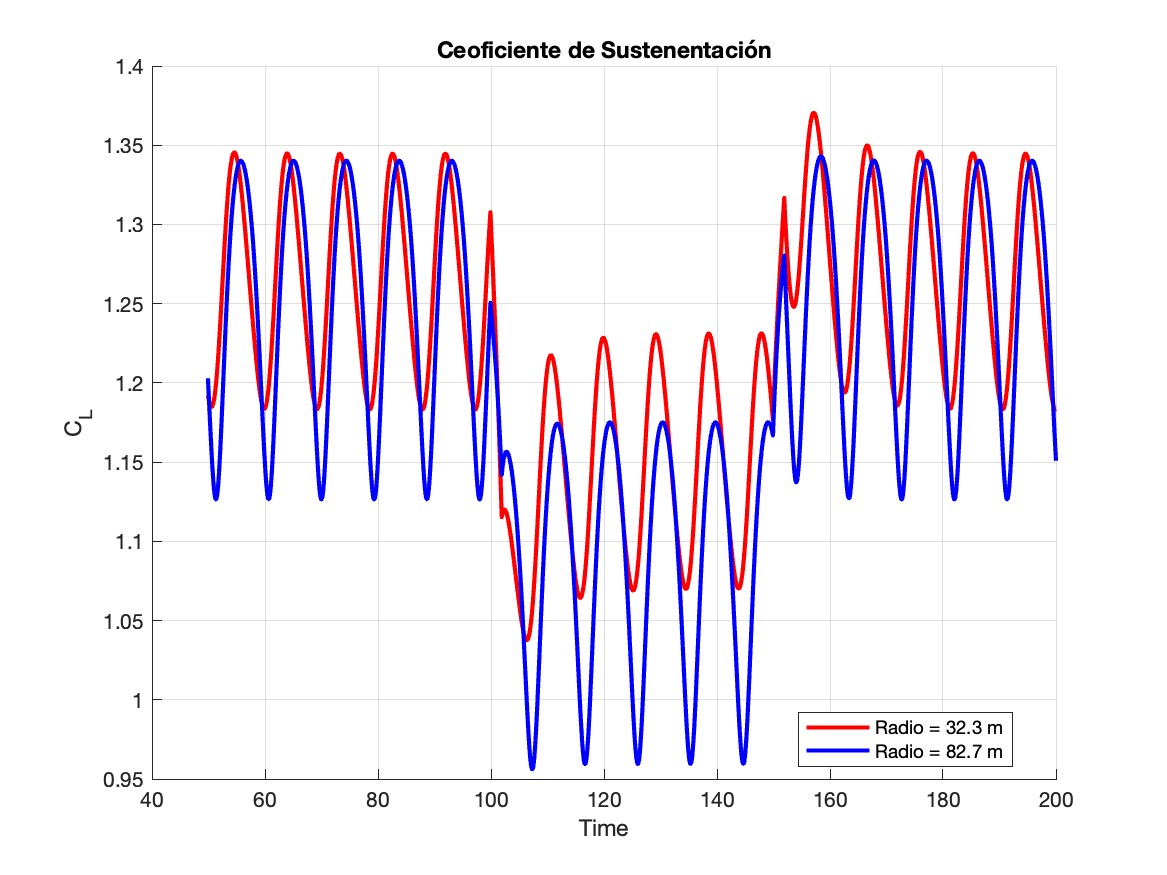 Ceoficiente de Sustenentación
1.4
1.35
1.3
1.25
1.2
1.15
1.1
1.05
1
0.95
C_L
40 60 80 100 120 140 160 180 200
Time
Radio = 32.3 m
Radio = 82.7 m